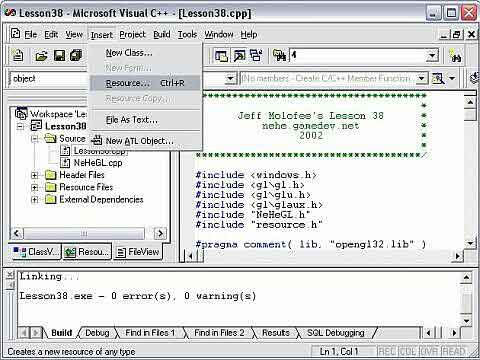 Lesson38 - Microsoft Visual C++ - [Lesson38.cpp]
File Edit View Insert Project Build Tools Window Help
New Class...
New Form...
Resource... Ctrl+R
Resource Copy...
File As Text...
New ATL Object...
4
object
(No members - Create C/C++ Member Function
Workspace 'Les
Lesson38
Source
Lesson38.cpp
NeHeGL.cpp
Header Files
Resource Files
External Dependencies
ClassV...
Resou...
FileView
Jeff Molofee's Lesson 38
nehe.gamedev.net
2002
#include <windows.h>
#include <gl\gl.h>
#include <gl\glu.h>
#include <gl\glaux.h>
#include "NeHeGL.h"
#include "resource.h"
#pragma comment( lib, "opengl32.lib" )
Linking...
Lesson38.exe - 0 error(s), 0 warning(s)
Build Debug Find in Files 1 Find in Files 2 Results SQL Debugging
Creates a new resource of any type
Ln 1, Col 1
REC COL OVR READ